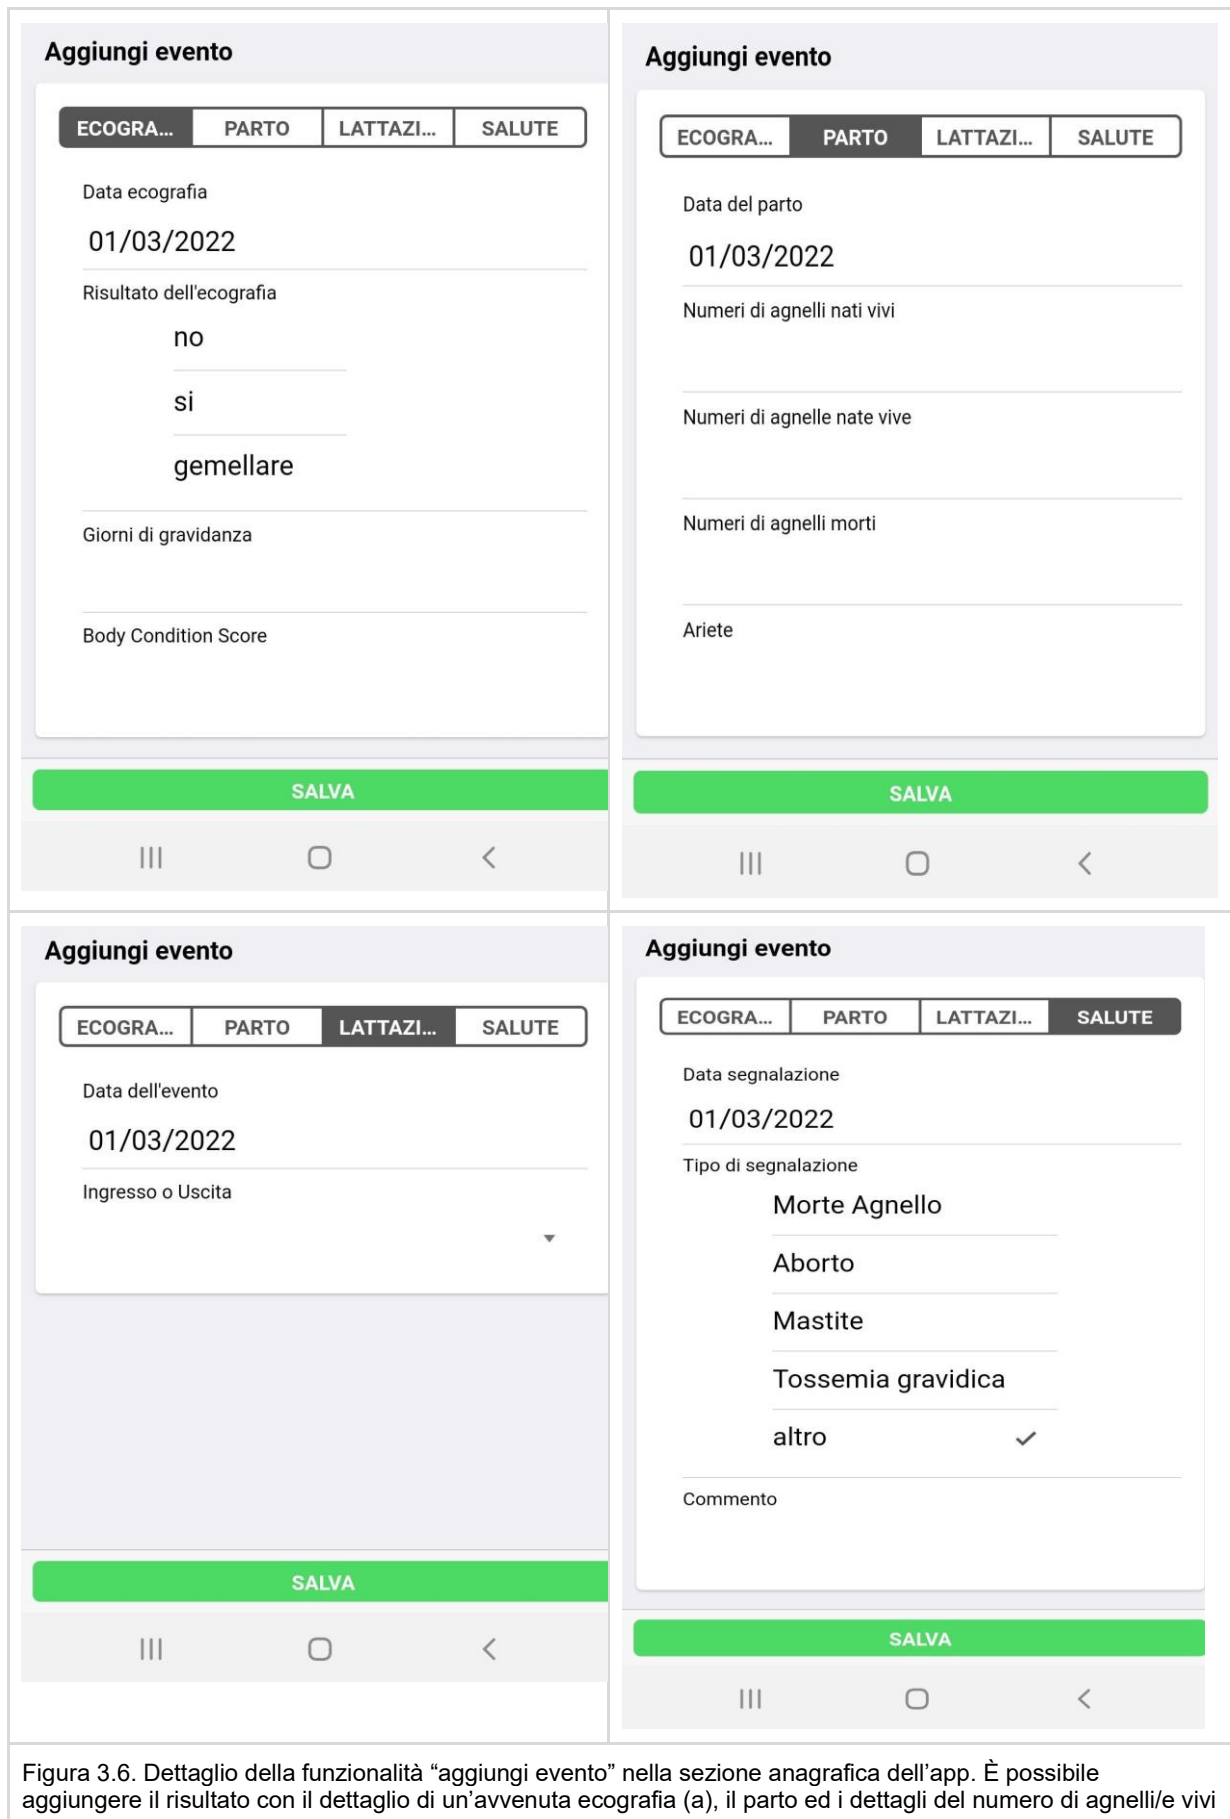 Aggiungi evento
ECOGRA... PARTO LATTAZI... SALUTE
Data ecografia
01/03/2022
Risultato dell'ecografia
no
si
gemellare
Giorni di gravidanza
Body Condition Score
SALVA
Aggiungi evento
ECOGRA... PARTO LATTAZI... SALUTE
Data del parto
01/03/2022
Numeri di agnelli nati vivi
Numeri di agnelle nate vive
Numeri di agnelli morti
Ariete
SALVA
Aggiungi evento
ECOGRA... PARTO LATTAZI... SALUTE
Data dell'evento
01/03/2022
Ingresso o Uscita
SALVA
Aggiungi evento
ECOGRA... PARTO LATTAZI... SALUTE
Data segnalazione
01/03/2022
Tipo di segnalazione
Morte Agnello
Aborto
Mastite
Tossemia gravidica
altro
Commento
SALVA
Figura 3.6. Dettaglio della funzionalità “aggiungi evento” nella sezione anagrafica dell’app. È possibile
aggiungere il risultato con il dettaglio di un’avvenuta ecografia (a), il parto ed i dettagli del numero di agnelli/e vivi